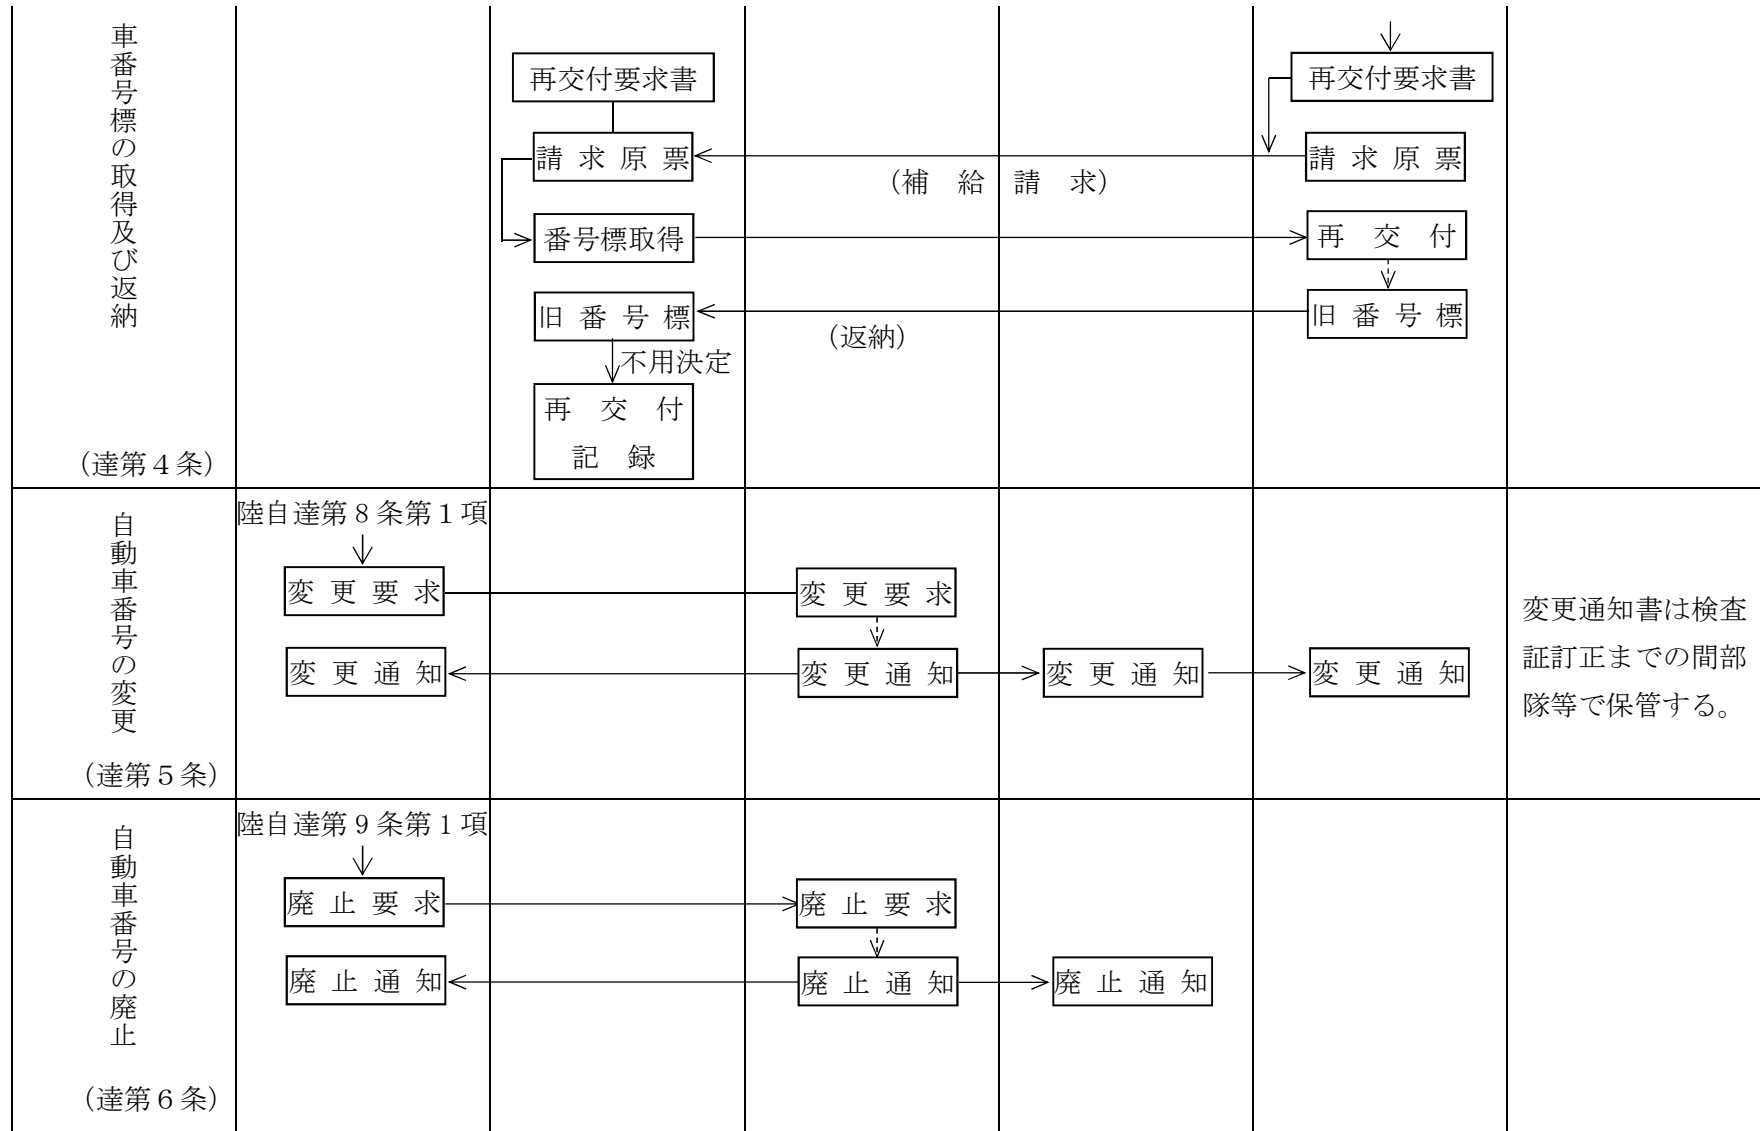 車番号標の取得及び返納
（達第４条）
再交付要求書
再交付要求書
請求原票
請求原票
（補給請求）
番号標取得
再交付
旧番号標
旧番号標
（返納）
不用決定
再交付
記録
自動車番号の変更
（達第５条）
陸自達第８条第１項
変更要求
変更要求
変更通知
変更通知
変更通知
変更通知
変更通知書は検査
証訂正までの間部
隊等で保管する。
自動車番号の廃止
（達第６条）
陸自達第９条第１項
廃止要求
廃止要求
廃止通知
廃止通知
廃止通知